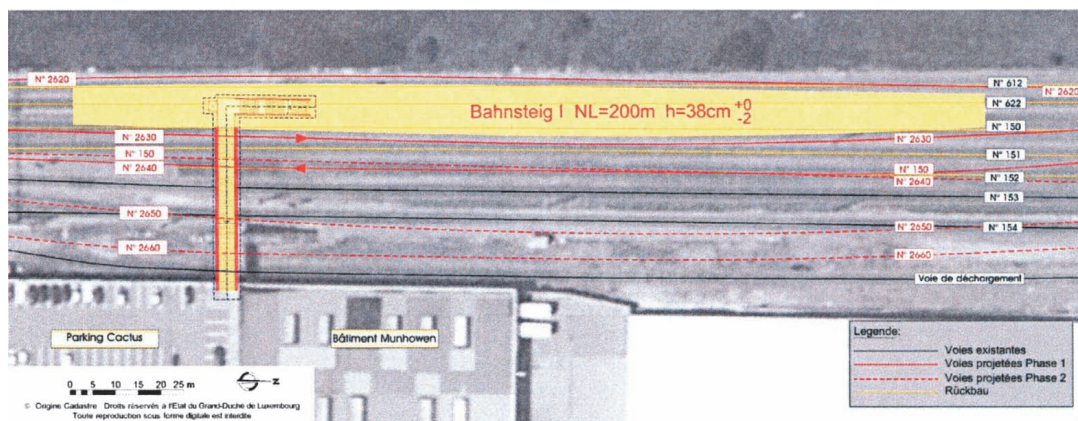 N° 2620
N° 612
N° 2620
N° 622
Bahnsteig I NL=200m h=38cm +0 -2
N° 150
N° 2630
N° 2630
N° 150
N° 151
N° 2640
N° 150
N° 152
N° 2640
N° 153
N° 2650
N° 2650
N° 154
N° 2660
N° 2660
Voie de déchargement
Parking Cactus
Bâtiment Munhowen
Legende:
Voies existantes
Voies projetées Phase 1
Voies projetées Phase 2
Rückbau
0 5 10 15 20 25 m
N
© Origine Cadastre : Droits réservés à l'Etat du Grand-Duché de Luxembourg
Toute reproduction sous forme digitale est interdite